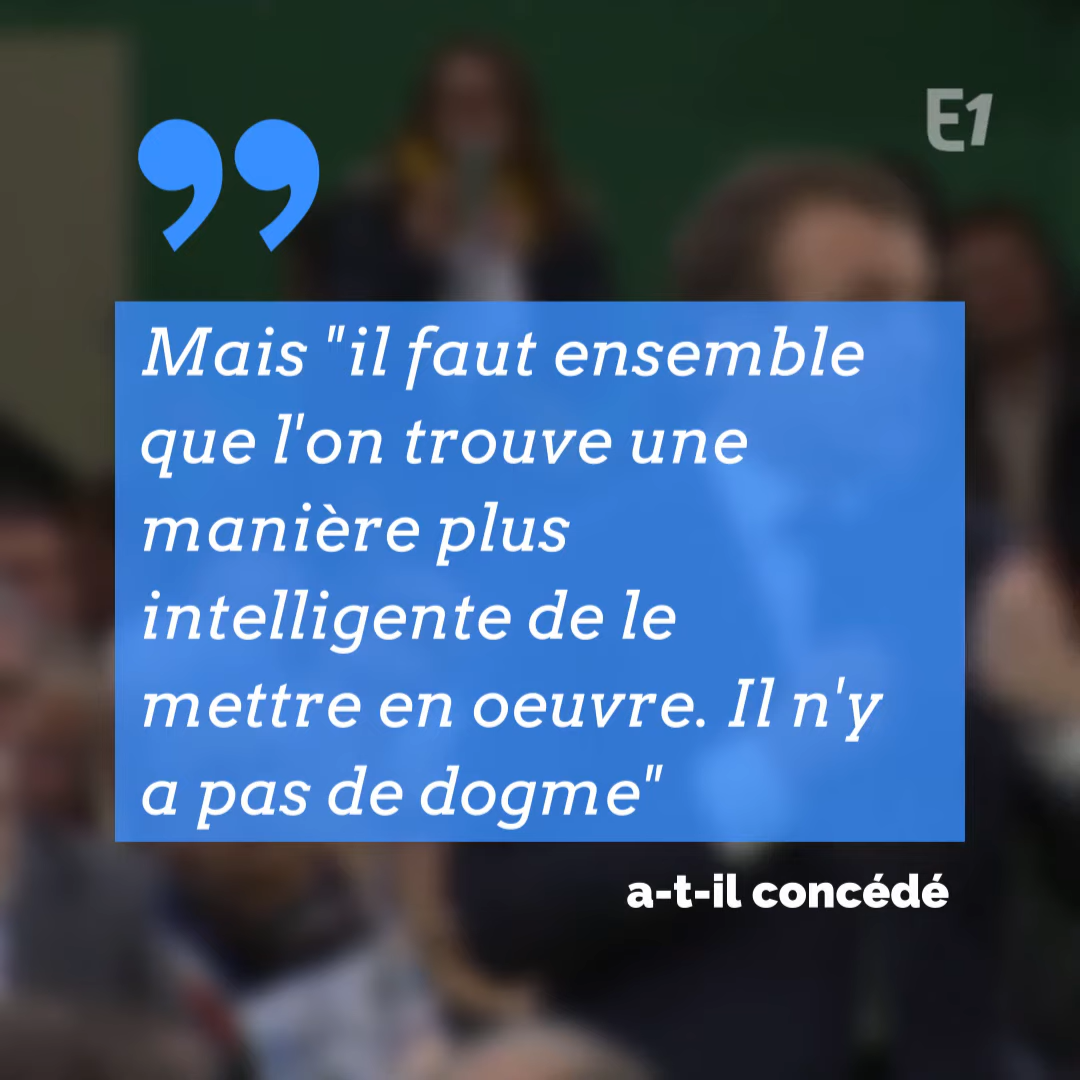 E1
”
Mais "il faut ensemble
que l'on trouve une
manière plus
intelligente de le
mettre en oeuvre. Il n'y
a pas de dogme"
a-t-il concédé